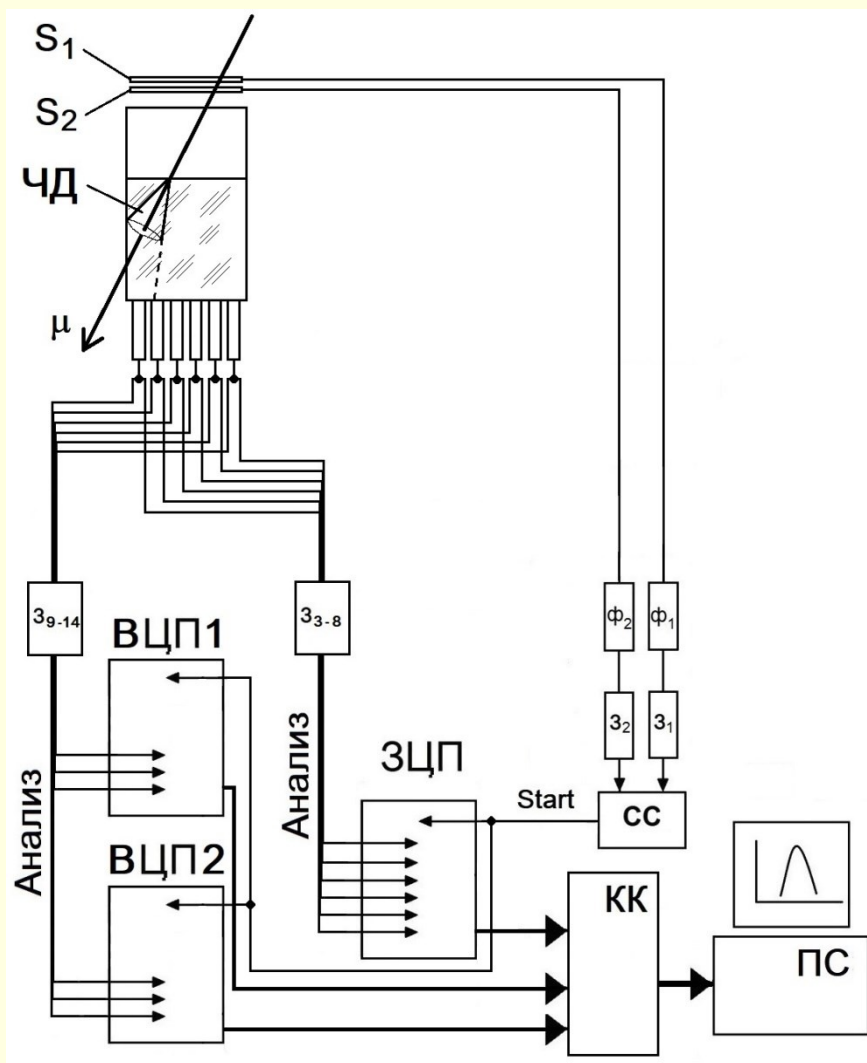 S₁
S₂
ЧД
μ
З₉₋₁₄
З₃₋₈
ф₂
ф₁
ВЦП1
З₂
З₁
ЗЦП
Анализ
Анализ
Start
СС
ВЦП2
КК
ПС